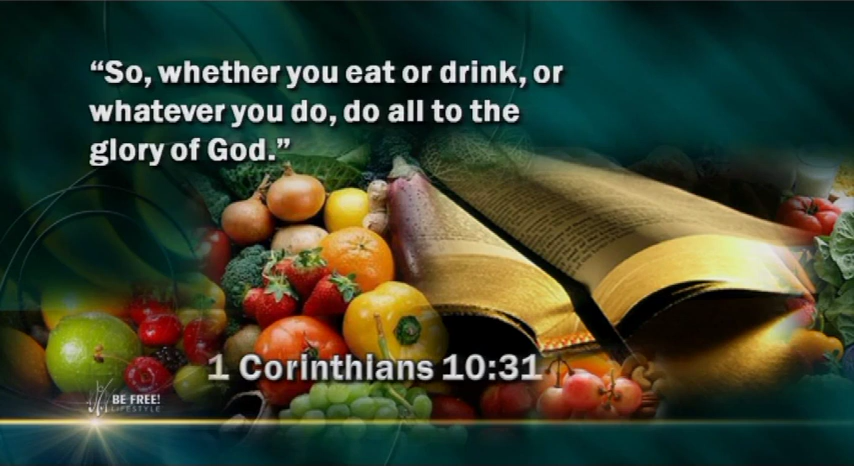 “So, whether you eat or drink, or
whatever you do, do all to the
glory of God.”
1 Corinthians 10:31
BE FREE!
LIFESTYLE